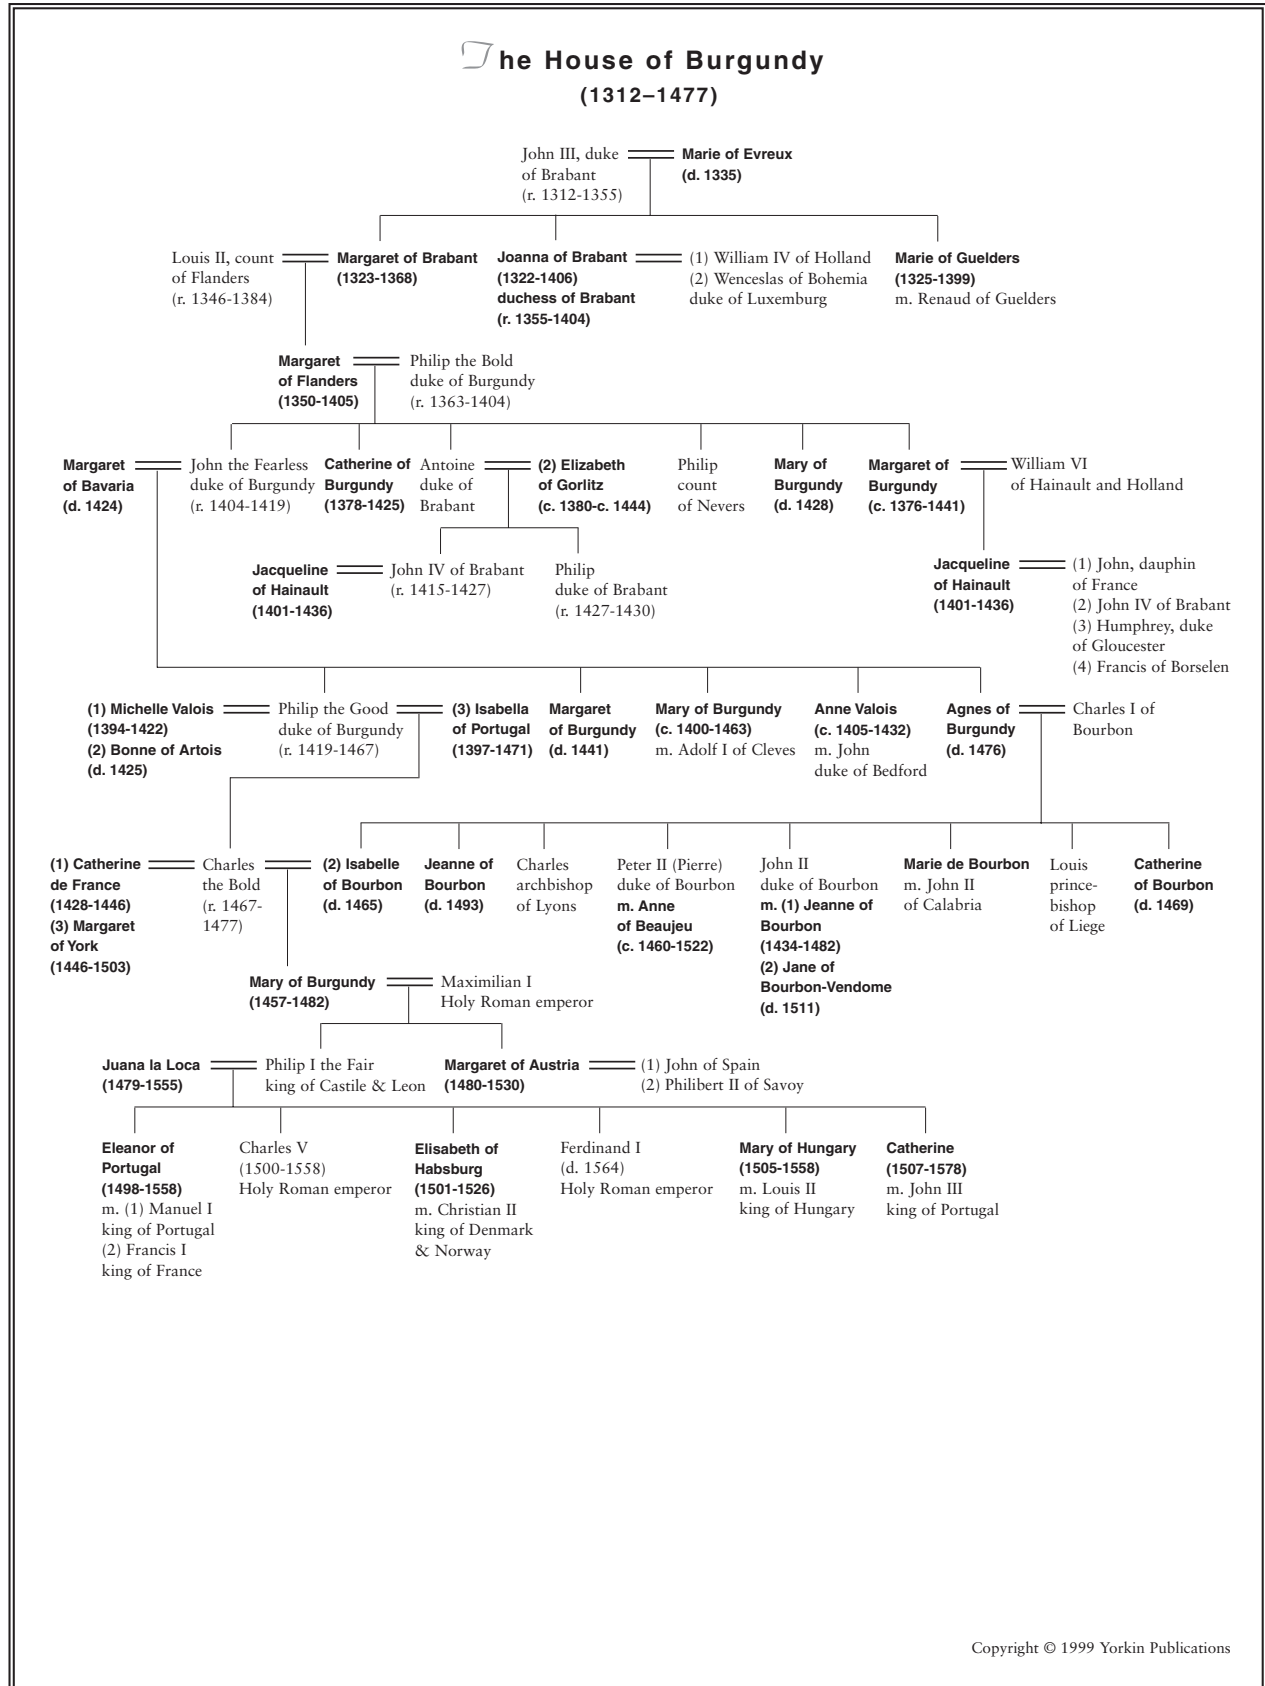 The House of Burgundy
(1312–1477)
John III, duke
of Brabant
(r. 1312-1355)
Marie of Evreux
(d. 1335)
Louis II, count
of Flanders
(r. 1346-1384)
Margaret of Brabant
(1323-1368)
Joanna of Brabant
(1322-1406)
duchess of Brabant
(r. 1355-1404)
(1) William IV of Holland
(2) Wenceslas of Bohemia
duke of Luxemburg
Marie of Guelders
(1325-1399)
m. Renaud of Guelders
Margaret
of Flanders
(1350-1405)
Philip the Bold
duke of Burgundy
(r. 1363-1404)
Margaret
of Bavaria
(d. 1424)
John the Fearless
duke of Burgundy
(r. 1404-1419)
Catherine of
Burgundy
(1378-1425)
Antoine
duke of
Brabant
(2) Elizabeth
of Gorlitz
(c. 1380-c. 1444)
Philip
count
of Nevers
Mary of
Burgundy
(d. 1428)
Margaret of
Burgundy
(c. 1376-1441)
William VI
of Hainault and Holland
Jacqueline
of Hainault
(1401-1436)
John IV of Brabant
(r. 1415-1427)
Philip
duke of Brabant
(r. 1427-1430)
Jacqueline
of Hainault
(1401-1436)
(1) John, dauphin
of France
(2) John IV of Brabant
(3) Humphrey, duke
of Gloucester
(4) Francis of Borselen
(1) Michelle Valois
(1394-1422)
(2) Bonne of Artois
(d. 1425)
Philip the Good
duke of Burgundy
(r. 1419-1467)
(3) Isabella
of Portugal
(1397-1471)
Margaret
of Burgundy
(d. 1441)
Mary of Burgundy
(c. 1400-1463)
m. Adolf I of Cleves
Anne Valois
(c. 1405-1432)
m. John
duke of Bedford
Agnes of
Burgundy
(d. 1476)
Charles I of
Bourbon
(1) Catherine
de France
(1428-1446)
(3) Margaret
of York
(1446-1503)
Charles
the Bold
(r. 1467-
1477)
(2) Isabelle
of Bourbon
(d. 1465)
Jeanne of
Bourbon
(d. 1493)
Charles
archbishop
of Lyons
Peter II (Pierre)
duke of Bourbon
m. Anne
of Beaujeu
(c. 1460-1522)
John II
duke of Bourbon
m. (1) Jeanne of
Bourbon
(1434-1482)
(2) Jane of
Bourbon-Vendome
(d. 1511)
Marie de Bourbon
m. John II
of Calabria
Louis
prince-
bishop
of Liege
Catherine
of Bourbon
(d. 1469)
Mary of Burgundy
(1457-1482)
Maximilian I
Holy Roman emperor
Juana la Loca
(1479-1555)
Philip I the Fair
king of Castile & Leon
Margaret of Austria
(1480-1530)
(1) John of Spain
(2) Philibert II of Savoy
Eleanor of
Portugal
(1498-1558)
m. (1) Manuel I
king of Portugal
(2) Francis I
king of France
Charles V
(1500-1558)
Holy Roman emperor
Elisabeth of
Habsburg
(1501-1526)
m. Christian II
king of Denmark
& Norway
Ferdinand I
(d. 1564)
Holy Roman emperor
Mary of Hungary
(1505-1558)
m. Louis II
king of Hungary
Catherine
(1507-1578)
m. John III
king of Portugal
Copyright © 1999 Yorkin Publications